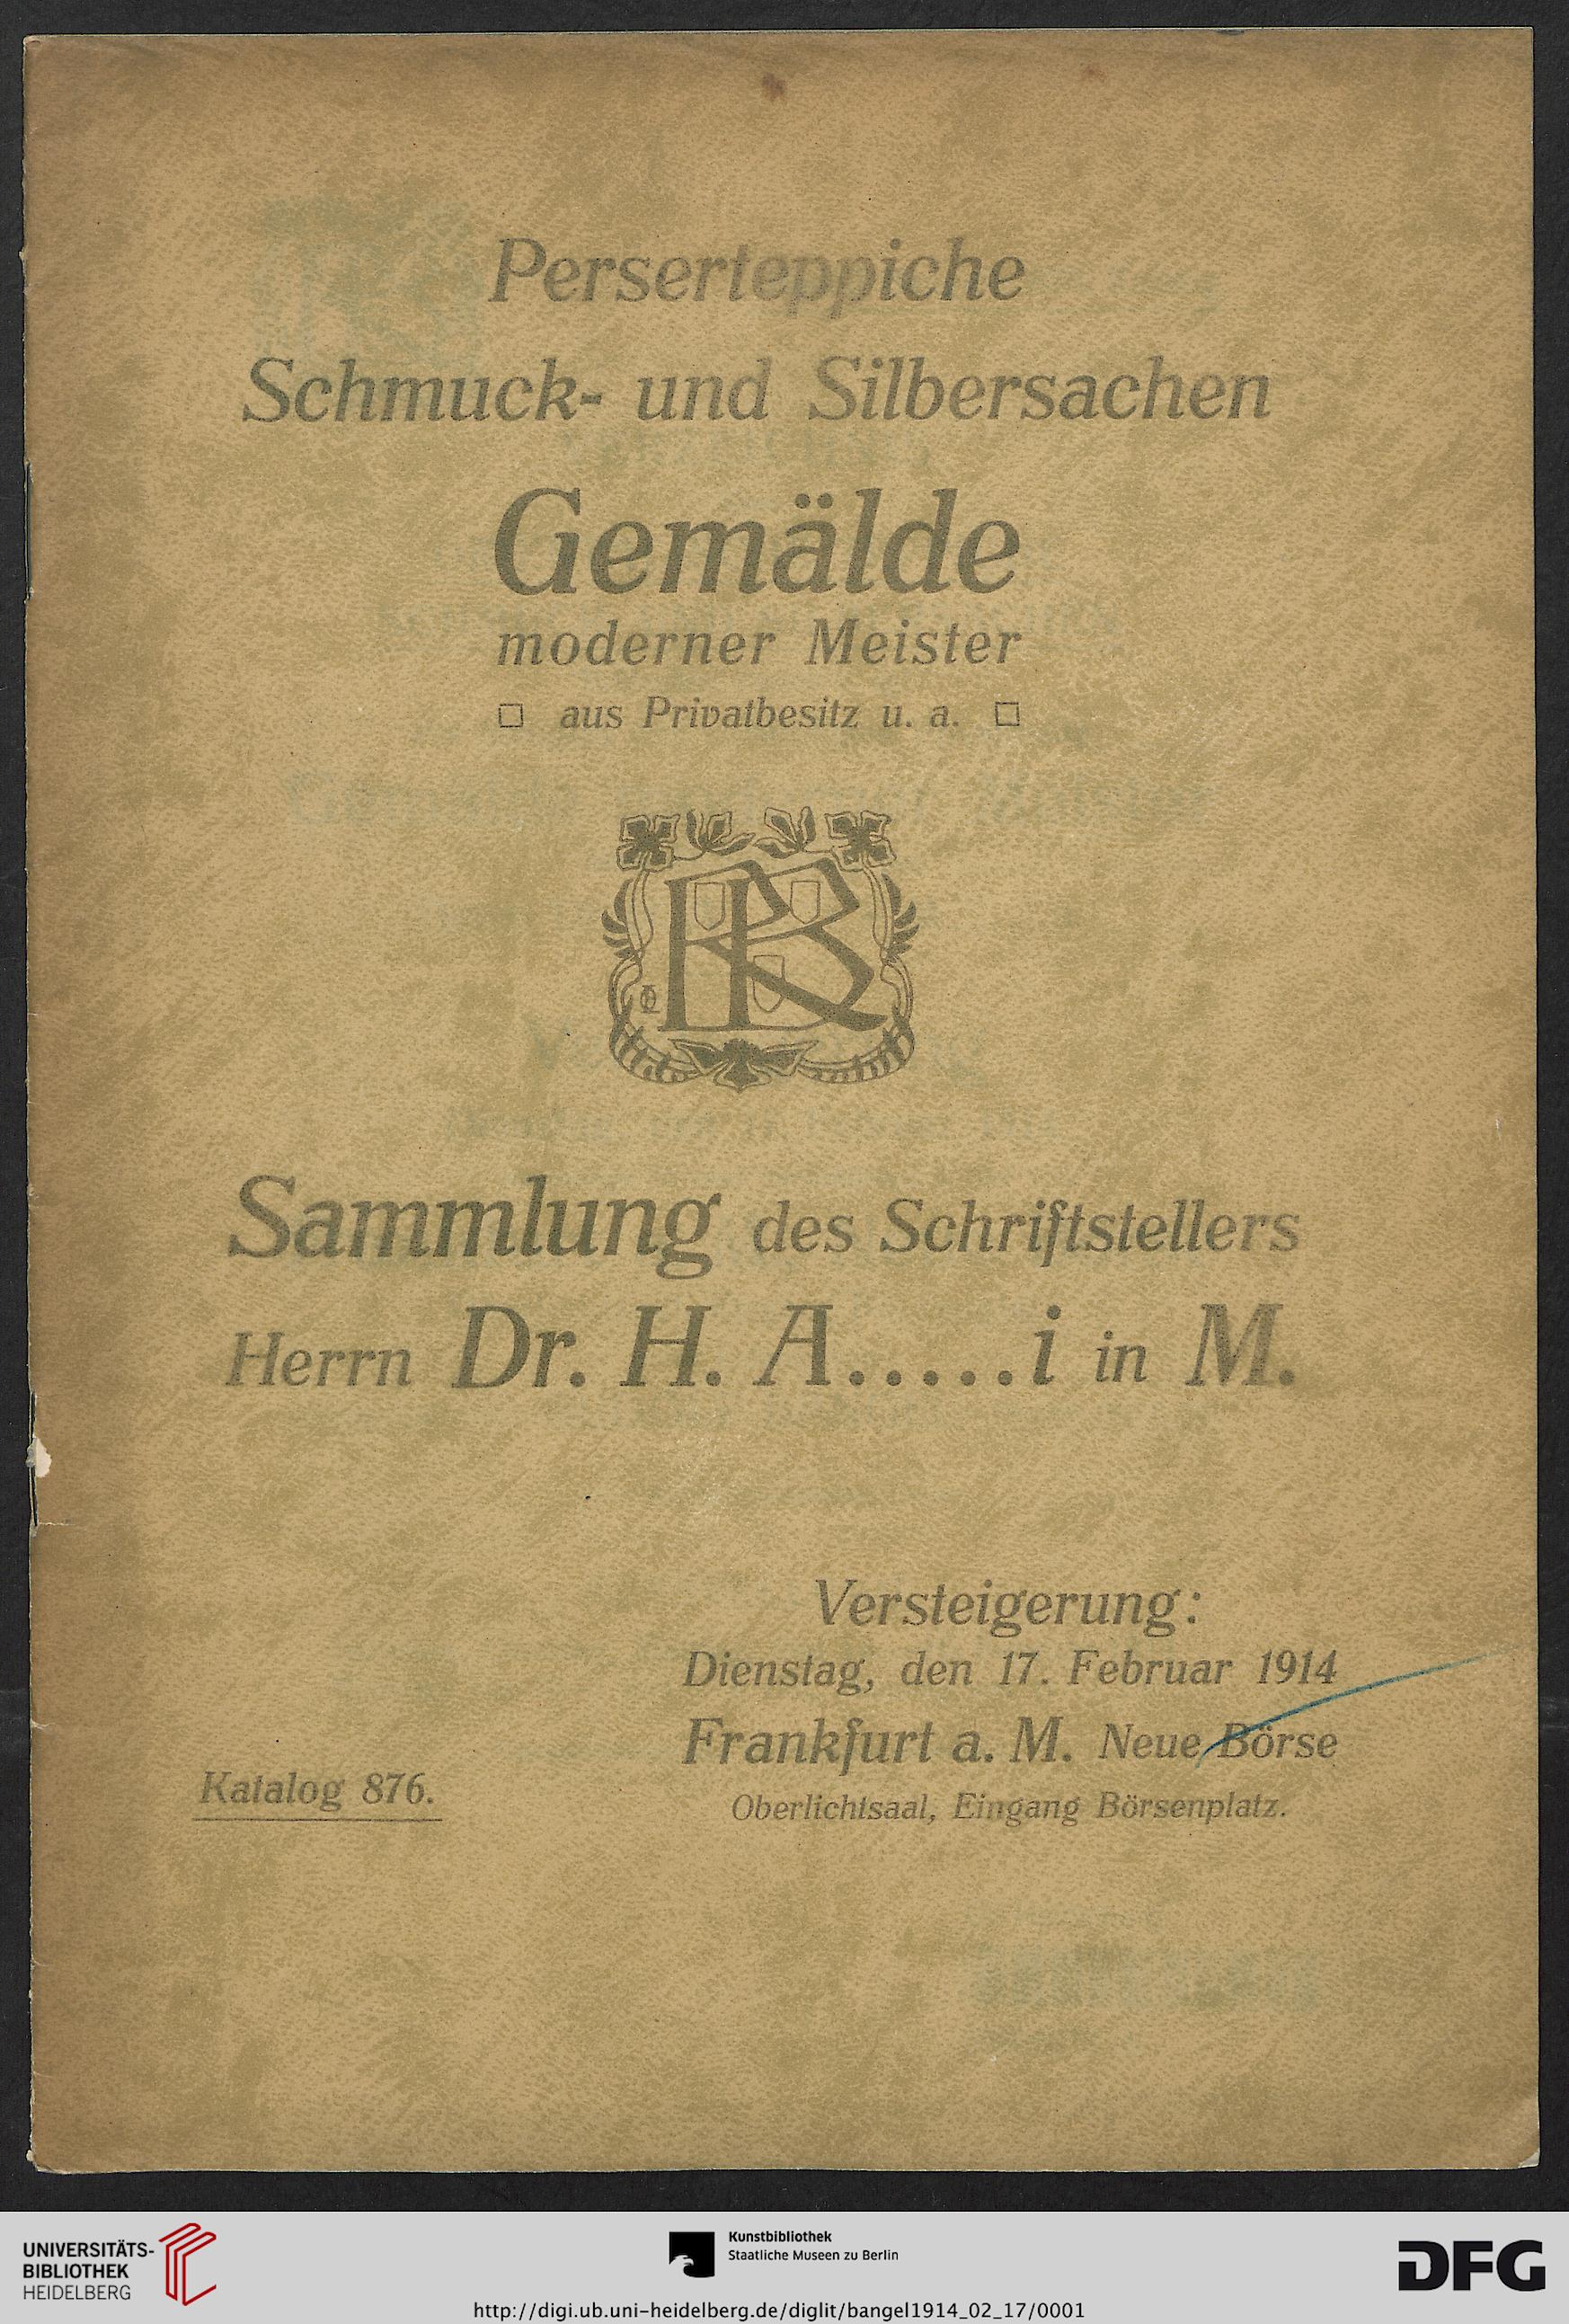 Perserteppiche
Schmuck- und Silbersachen
Gemälde
moderner Meister
□ aus Privatbesitz u. a. □
RB
Sammlung des Schriftstellers
Herrn Dr. H. A.....i in M.
Versteigerung:
Dienstag, den 17. Februar 1914
Frankfurt a. M. Neue Börse
Oberlichtsaal, Eingang Börsenplatz.
Katalog 876.
UNIVERSITÄTS-
BIBLIOTHEK
HEIDELBERG
Kunstbibliothek
Staatliche Museen zu Berlin
DFG
http://digi.ub.uni-heidelberg.de/diglit/bangel1914_02_17/0001